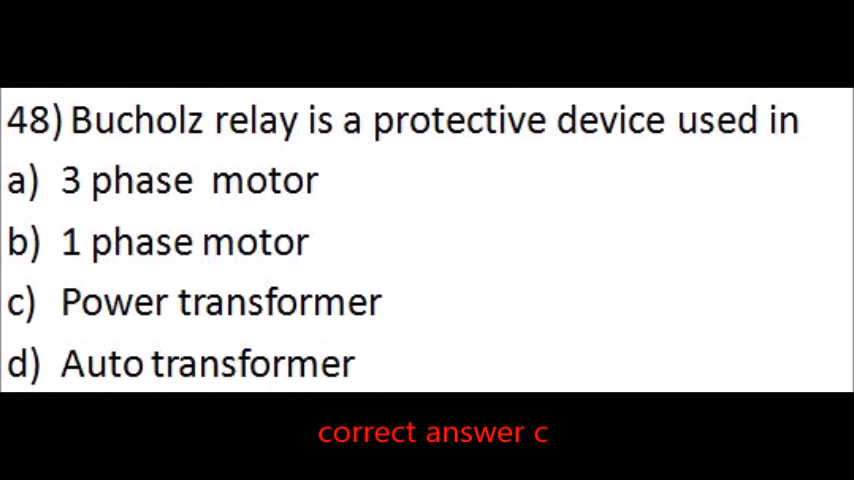 48) Bucholz relay is a protective device used in
a) 3 phase motor
b) 1 phase motor
c) Power transformer
d) Auto transformer
correct answer c